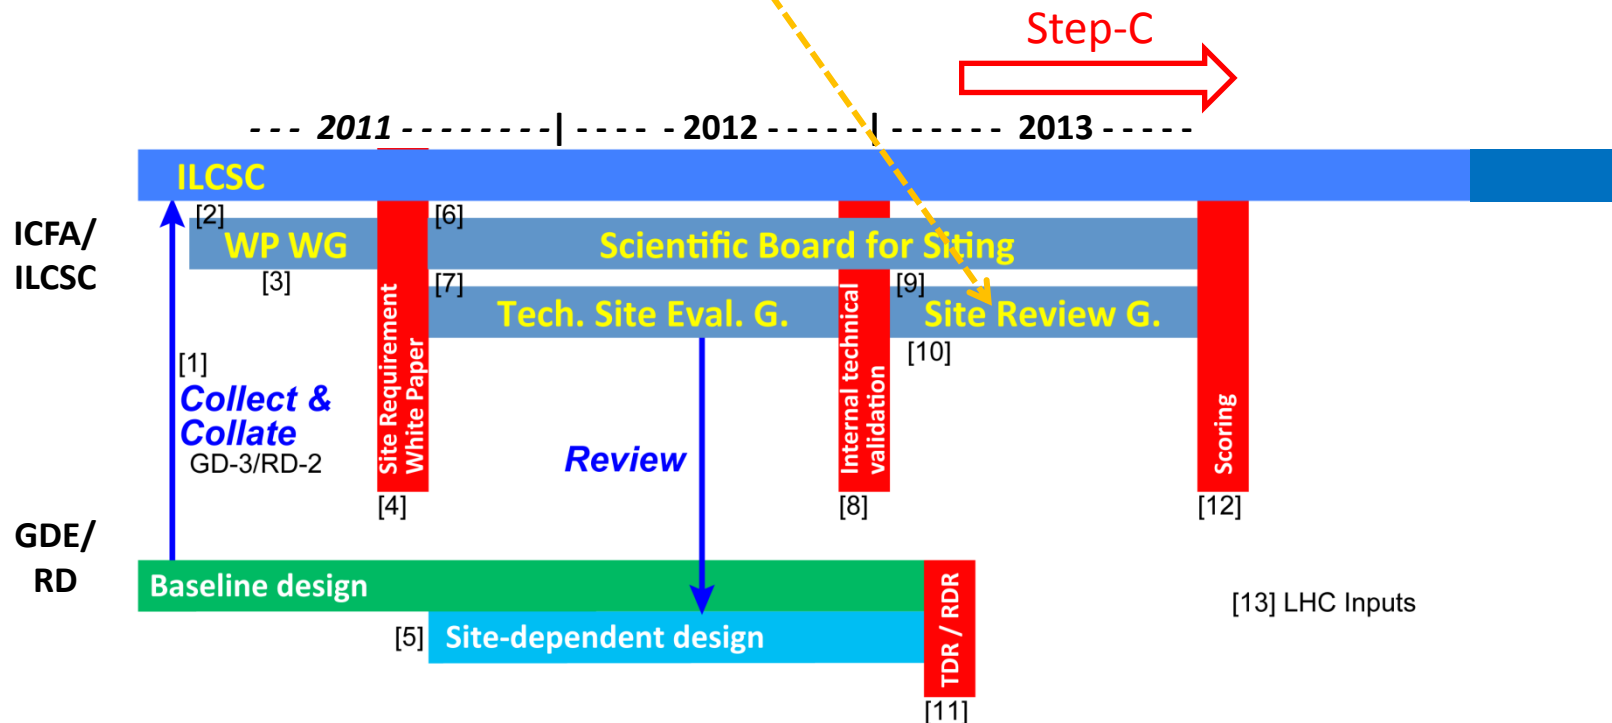 Step-C
- - - 2011 - - - - - - - - | - - - - - 2012 - - - - - | - - - - - - 2013 - - - - -
ILCSC
ICFA/
ILCSC
[2]
WP WG
[3]
[6]
Scientific Board for Siting
[7]
Tech. Site Eval. G.
[9]
Site Review G.
[10]
[1]
Collect &
Collate
GD-3/RD-2
Site Requirement
White Paper
[4]
Review
Internal technical
validation
[8]
Scoring
[12]
GDE/
RD
Baseline design
[5]
Site-dependent design
TDR / RDR
[11]
[13] LHC Inputs